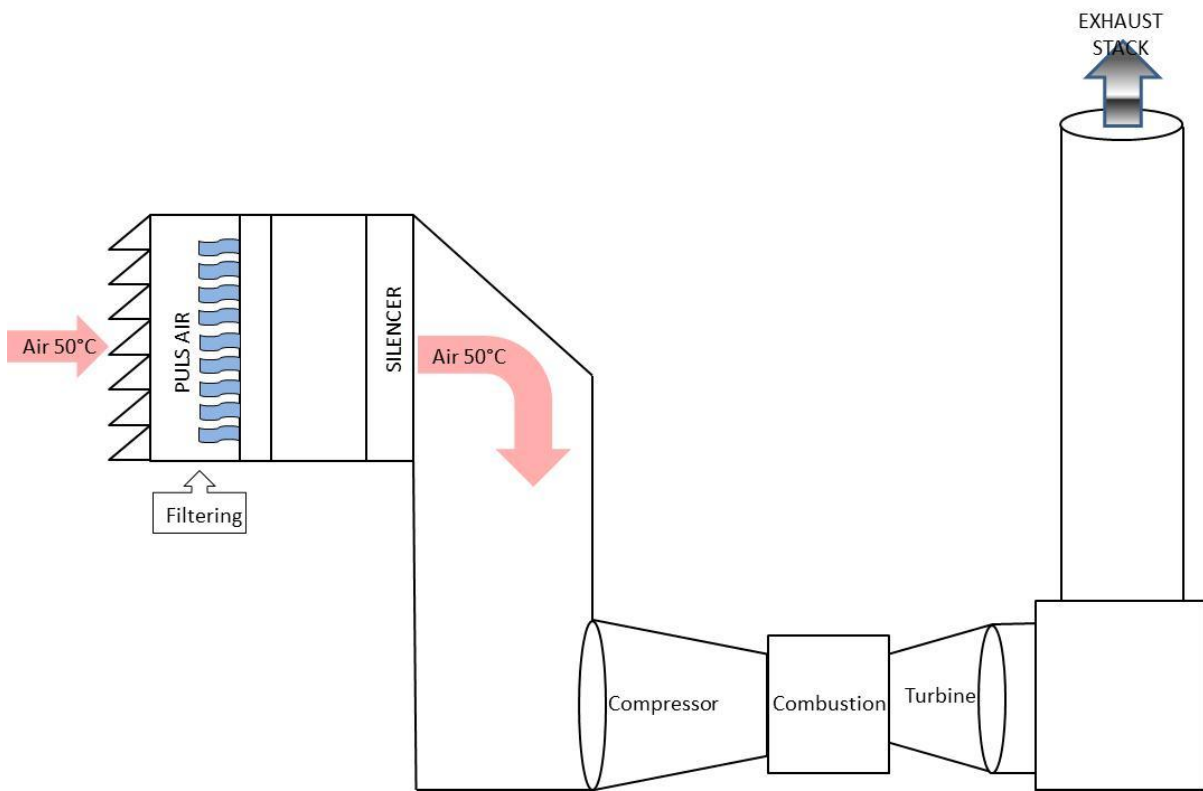 EXHAUST
STACK
Air 50°C
PULS AIR
SILENCER
Air 50°C
Filtering
Compressor
Combustion
Turbine